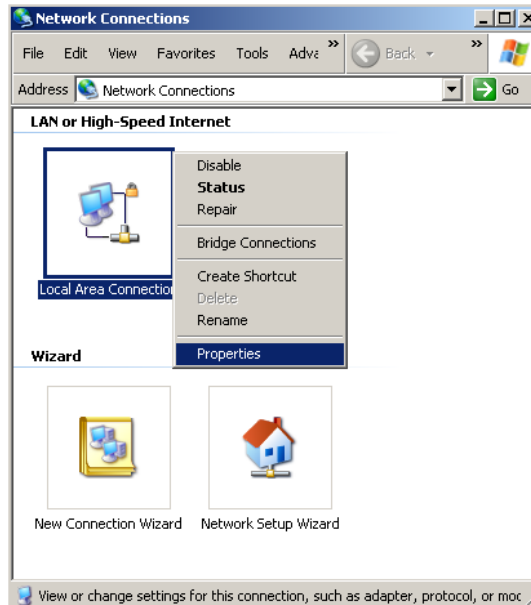 Network Connections
File Edit View Favorites Tools Adva » Back »
Address Network Connections Go
LAN or High-Speed Internet
Disable
Status
Repair
Bridge Connections
Create Shortcut
Local Area Connection
Delete
Rename
Wizard
Properties
New Connection Wizard Network Setup Wizard
View or change settings for this connection, such as adapter, protocol, or moc